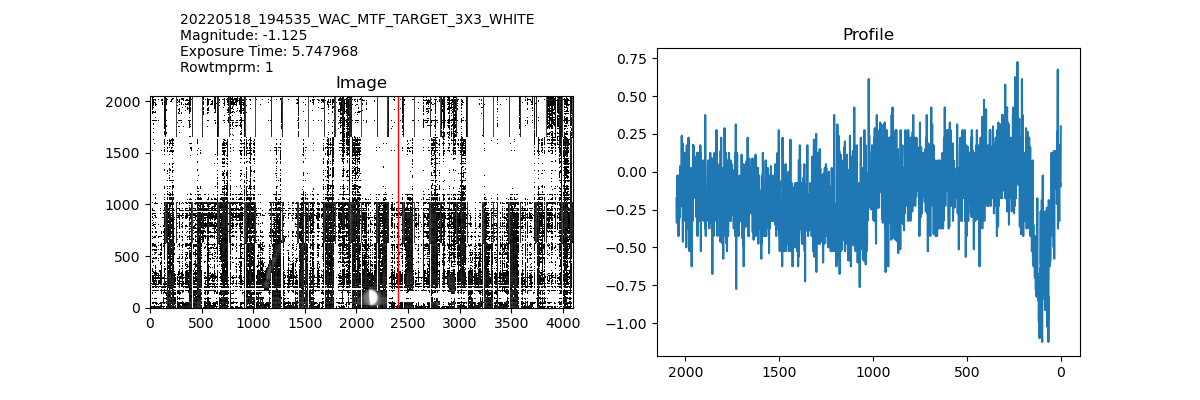 20220518_194535_WAC_MTF_TARGET_3X3_WHITE
Magnitude: -1.125
Exposure Time: 5.747968
Rowtmprm: 1
Image
2000
1500
1000
500
0
0 500 1000 1500 2000 2500 3000 3500 4000
Profile
0.75
0.50
0.25
0.00
−0.25
−0.50
−0.75
−1.00
2000 1500 1000 500 0